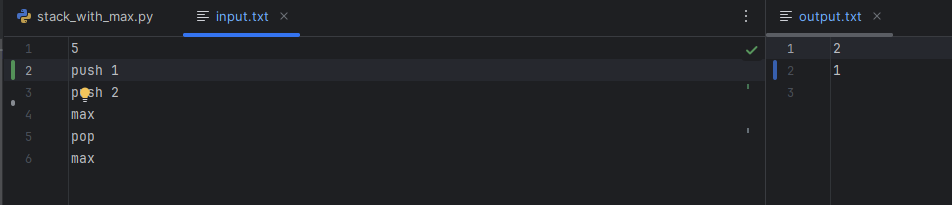 stack_with_max.py
input.txt
output.txt
1 5
2 push 1
3 push 2
4 max
5 pop
6 max
1 2
2 1
3